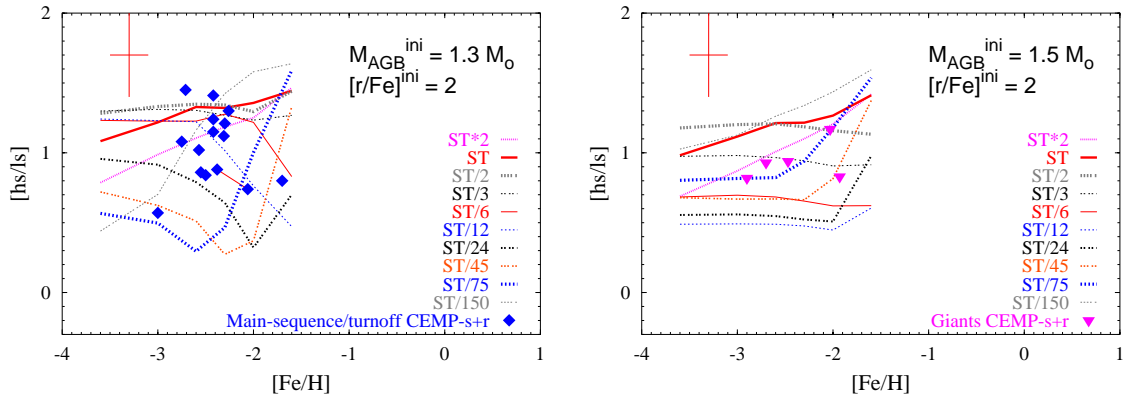 2
1
0
[hs/ls]
-4 -3 -2 -1 0 1
[Fe/H]
M_AGB^ini = 1.3 M_o
[r/Fe]^ini = 2
ST*2
ST
ST/2
ST/3
ST/6
ST/12
ST/24
ST/45
ST/75
ST/150
Main-sequence/turnoff CEMP-s+r
2
1
0
[hs/ls]
-4 -3 -2 -1 0 1
[Fe/H]
M_AGB^ini = 1.5 M_o
[r/Fe]^ini = 2
ST*2
ST
ST/2
ST/3
ST/6
ST/12
ST/24
ST/45
ST/75
ST/150
Giants CEMP-s+r